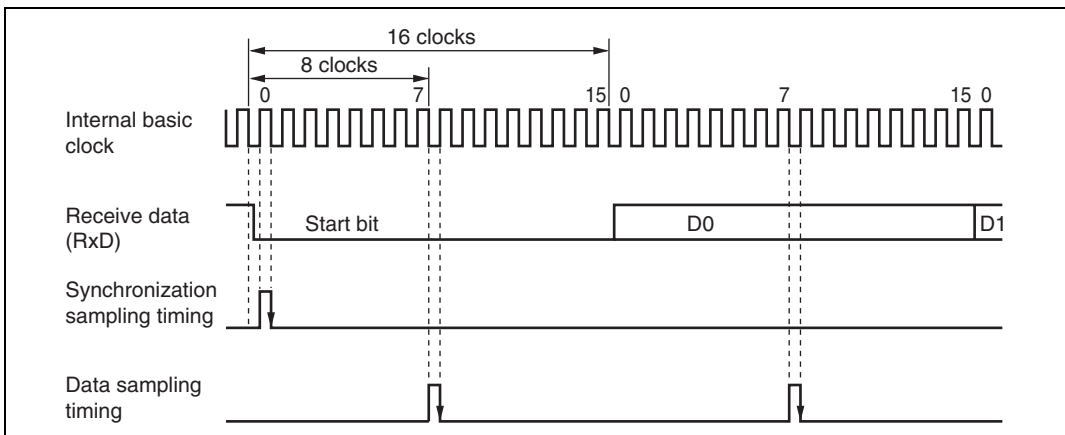 16 clocks
8 clocks
0 7 15 0 7 15 0
Internal basic
clock
Receive data
(RxD)
Start bit D0 D1
Synchronization
sampling timing
Data sampling
timing